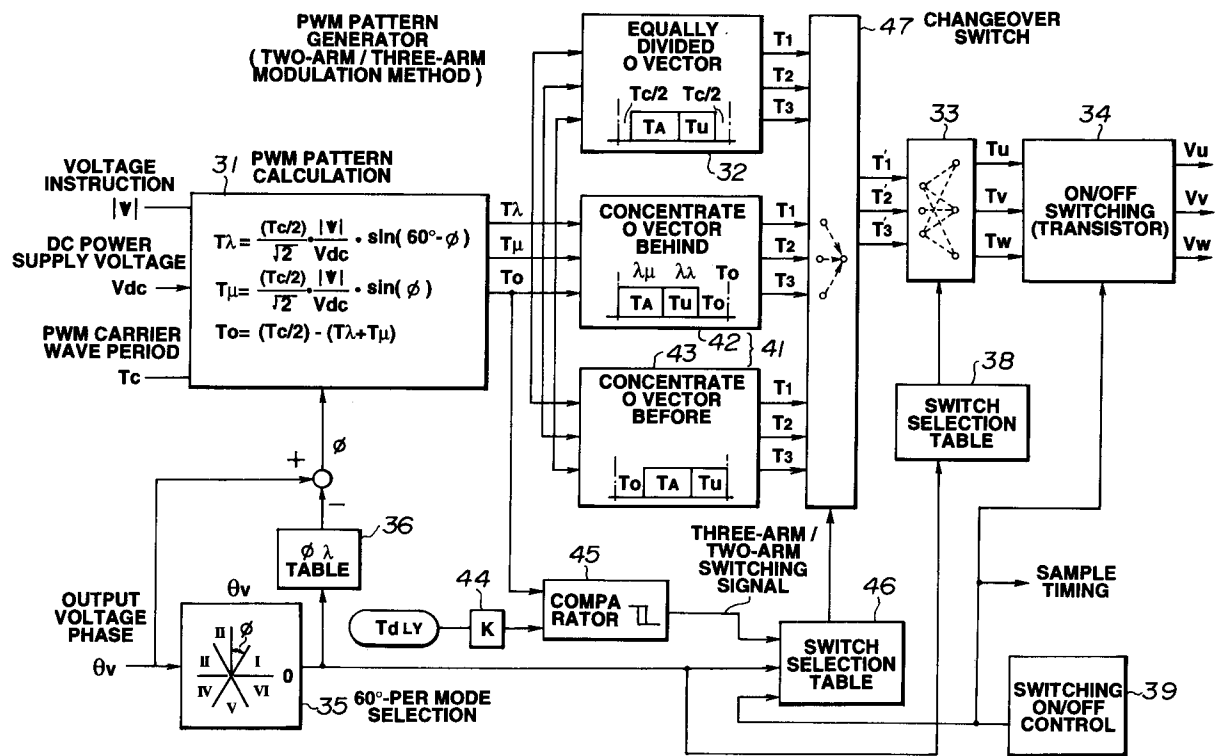 PWM PATTERN
GENERATOR
( TWO-ARM / THREE-ARM
MODULATION METHOD )
EQUALLY
DIVIDED
O VECTOR
Tc/2 Tc/2
TA Tu
32
T1
T2
T3
47 CHANGEOVER
SWITCH
VOLTAGE
INSTRUCTION
|V|
DC POWER
SUPPLY VOLTAGE
Vdc
PWM CARRIER
WAVE PERIOD
Tc
31 PWM PATTERN
CALCULATION
Tλ= (Tc/2)/√2 · |V|/Vdc · sin( 60°-φ)
Tμ= (Tc/2)/√2 · |V|/Vdc · sin( φ )
To= (Tc/2) - (Tλ+Tμ)
Tλ
Tμ
To
CONCENTRATE
O VECTOR
BEHIND
λμ λλ To
TA Tu To
42
41
T1
T2
T3
T1'
T2'
T3'
33
Tu
Tv
Tw
34
ON/OFF
SWITCHING
(TRANSISTOR)
Vu
Vv
Vw
43
CONCENTRATE
O VECTOR
BEFORE
To TA Tu
T1
T2
T3
38
SWITCH
SELECTION
TABLE
φ
+
−
36
φ λ
TABLE
OUTPUT
VOLTAGE
PHASE
θv
θv
II φ
II I
IV VI
V
0
35 60°-PER MODE
SELECTION
TdLY
44
K
45
COMPA
RATOR
THREE-ARM /
TWO-ARM
SWITCHING
SIGNAL
46
SWITCH
SELECTION
TABLE
SAMPLE
TIMING
SWITCHING
ON/OFF
CONTROL
39